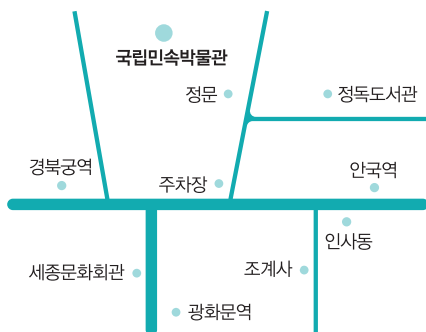 국립민속박물관
정문
정독도서관
경북궁역
주차장
안국역
인사동
세종문화회관
조계사
광화문역